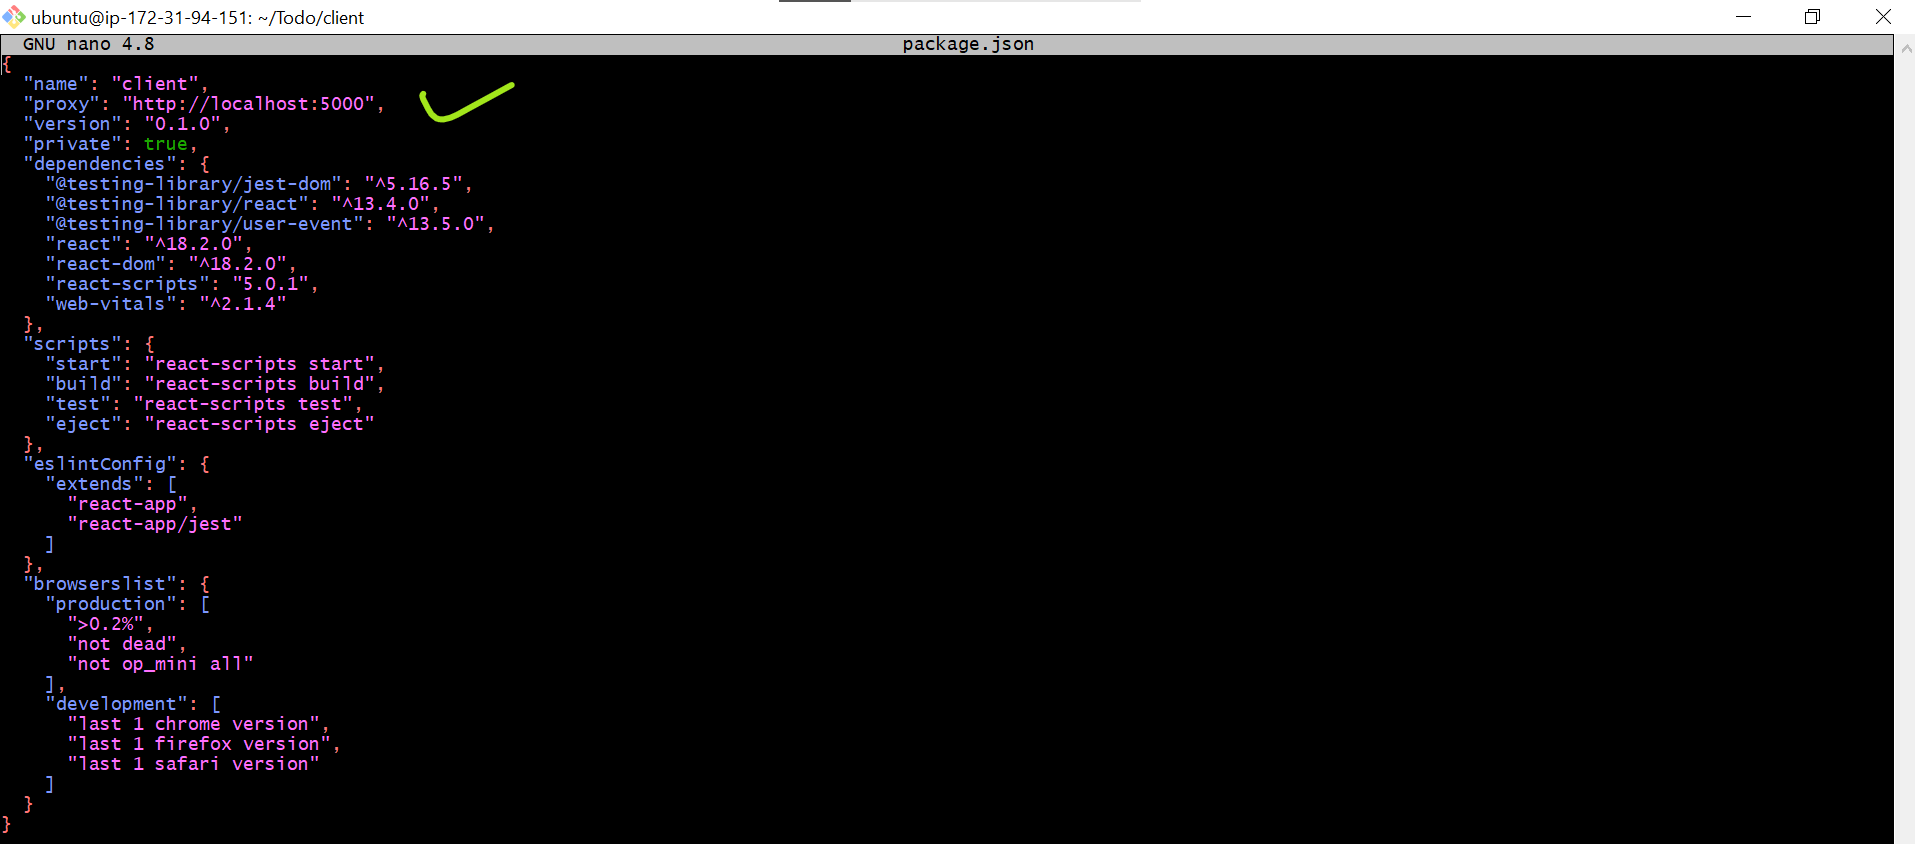 ubuntu@ip-172-31-94-151: ~/Todo/client
GNU nano 4.8 package.json
{
  "name": "client",
  "proxy": "http://localhost:5000",
  "version": "0.1.0",
  "private": true,
  "dependencies": {
    "@testing-library/jest-dom": "^5.16.5",
    "@testing-library/react": "^13.4.0",
    "@testing-library/user-event": "^13.5.0",
    "react": "^18.2.0",
    "react-dom": "^18.2.0",
    "react-scripts": "5.0.1",
    "web-vitals": "^2.1.4"
  },
  "scripts": {
    "start": "react-scripts start",
    "build": "react-scripts build",
    "test": "react-scripts test",
    "eject": "react-scripts eject"
  },
  "eslintConfig": {
    "extends": [
      "react-app",
      "react-app/jest"
    ]
  },
  "browserslist": {
    "production": [
      ">0.2%",
      "not dead",
      "not op_mini all"
    ],
    "development": [
      "last 1 chrome version",
      "last 1 firefox version",
      "last 1 safari version"
    ]
  }
}